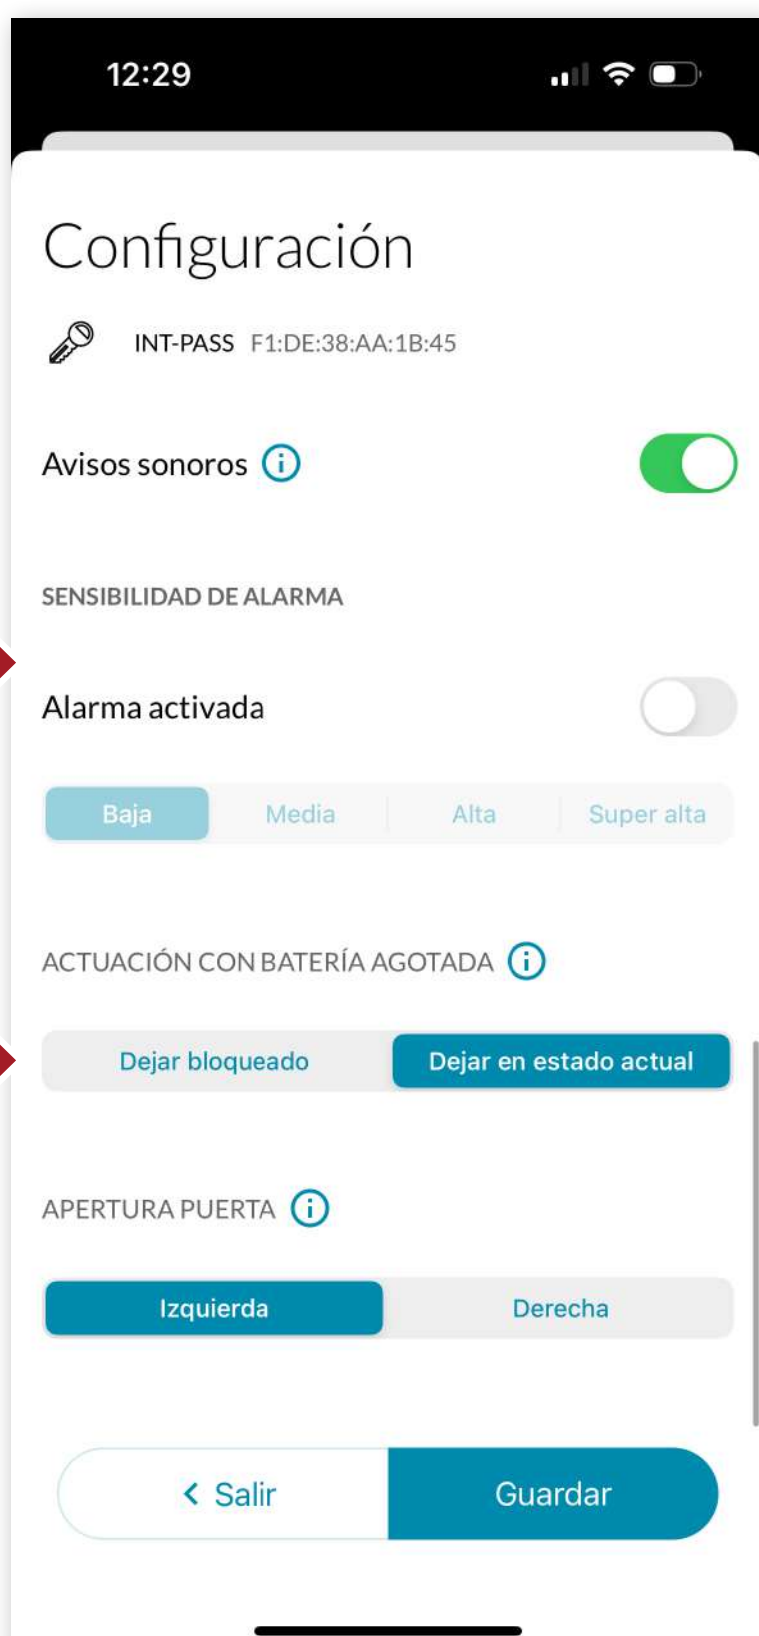 12:29
Configuración
INT-PASS F1:DE:38:AA:1B:45
Avisos sonoros
SENSIBILIDAD DE ALARMA
Alarma activada
Baja Media Alta Super alta
ACTUACIÓN CON BATERÍA AGOTADA
Dejar bloqueado Dejar en estado actual
APERTURA PUERTA
Izquierda Derecha
< Salir Guardar